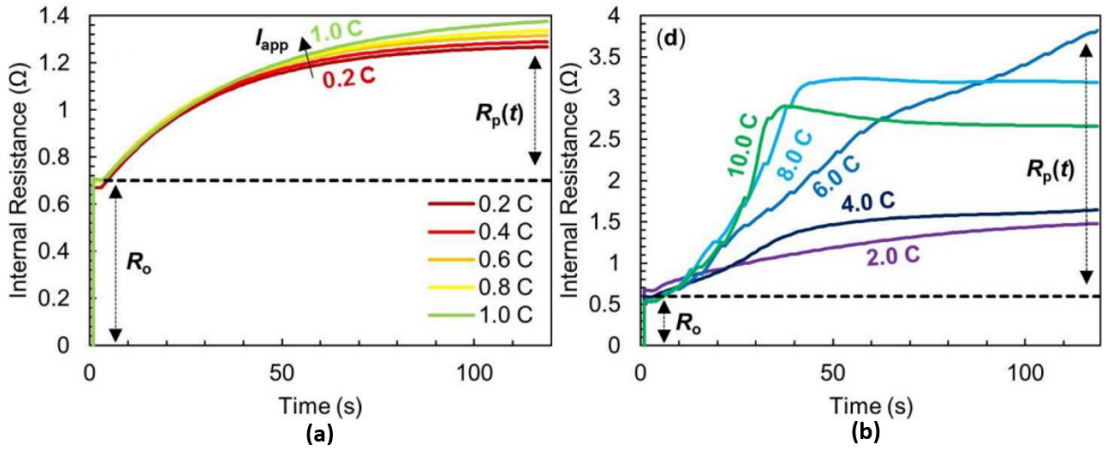 1.4
1.2
1
0.8
0.6
0.4
0.2
0
Internal Resistance (Ω)
Iapp
1.0 C
0.2 C
Rp(t)
Ro
0.2 C
0.4 C
0.6 C
0.8 C
1.0 C
0 50 100
Time (s)
(a)
(d)
4
3.5
3
2.5
2
1.5
1
0.5
0
Internal Resistance (Ω)
10.0 C
8.0 C
6.0 C
4.0 C
2.0 C
Rp(t)
Ro
0 50 100
Time (s)
(b)